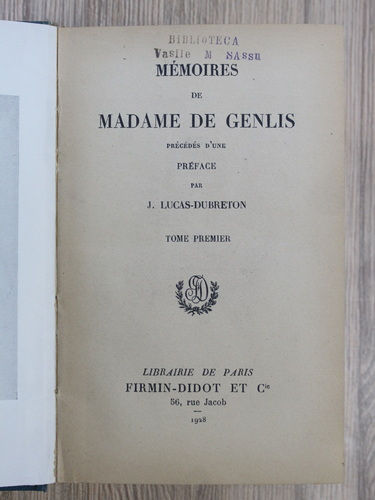 BIBLIOTECA
Vasile M NASSU
MÉMOIRES
DE
MADAME DE GENLIS
PRÉCÉDÉS D'UNE
PRÉFACE
PAR
J. LUCAS-DUBRETON
TOME PREMIER
LIBRAIRIE DE PARIS
FIRMIN-DIDOT ET Cie
56, rue Jacob
—
1928